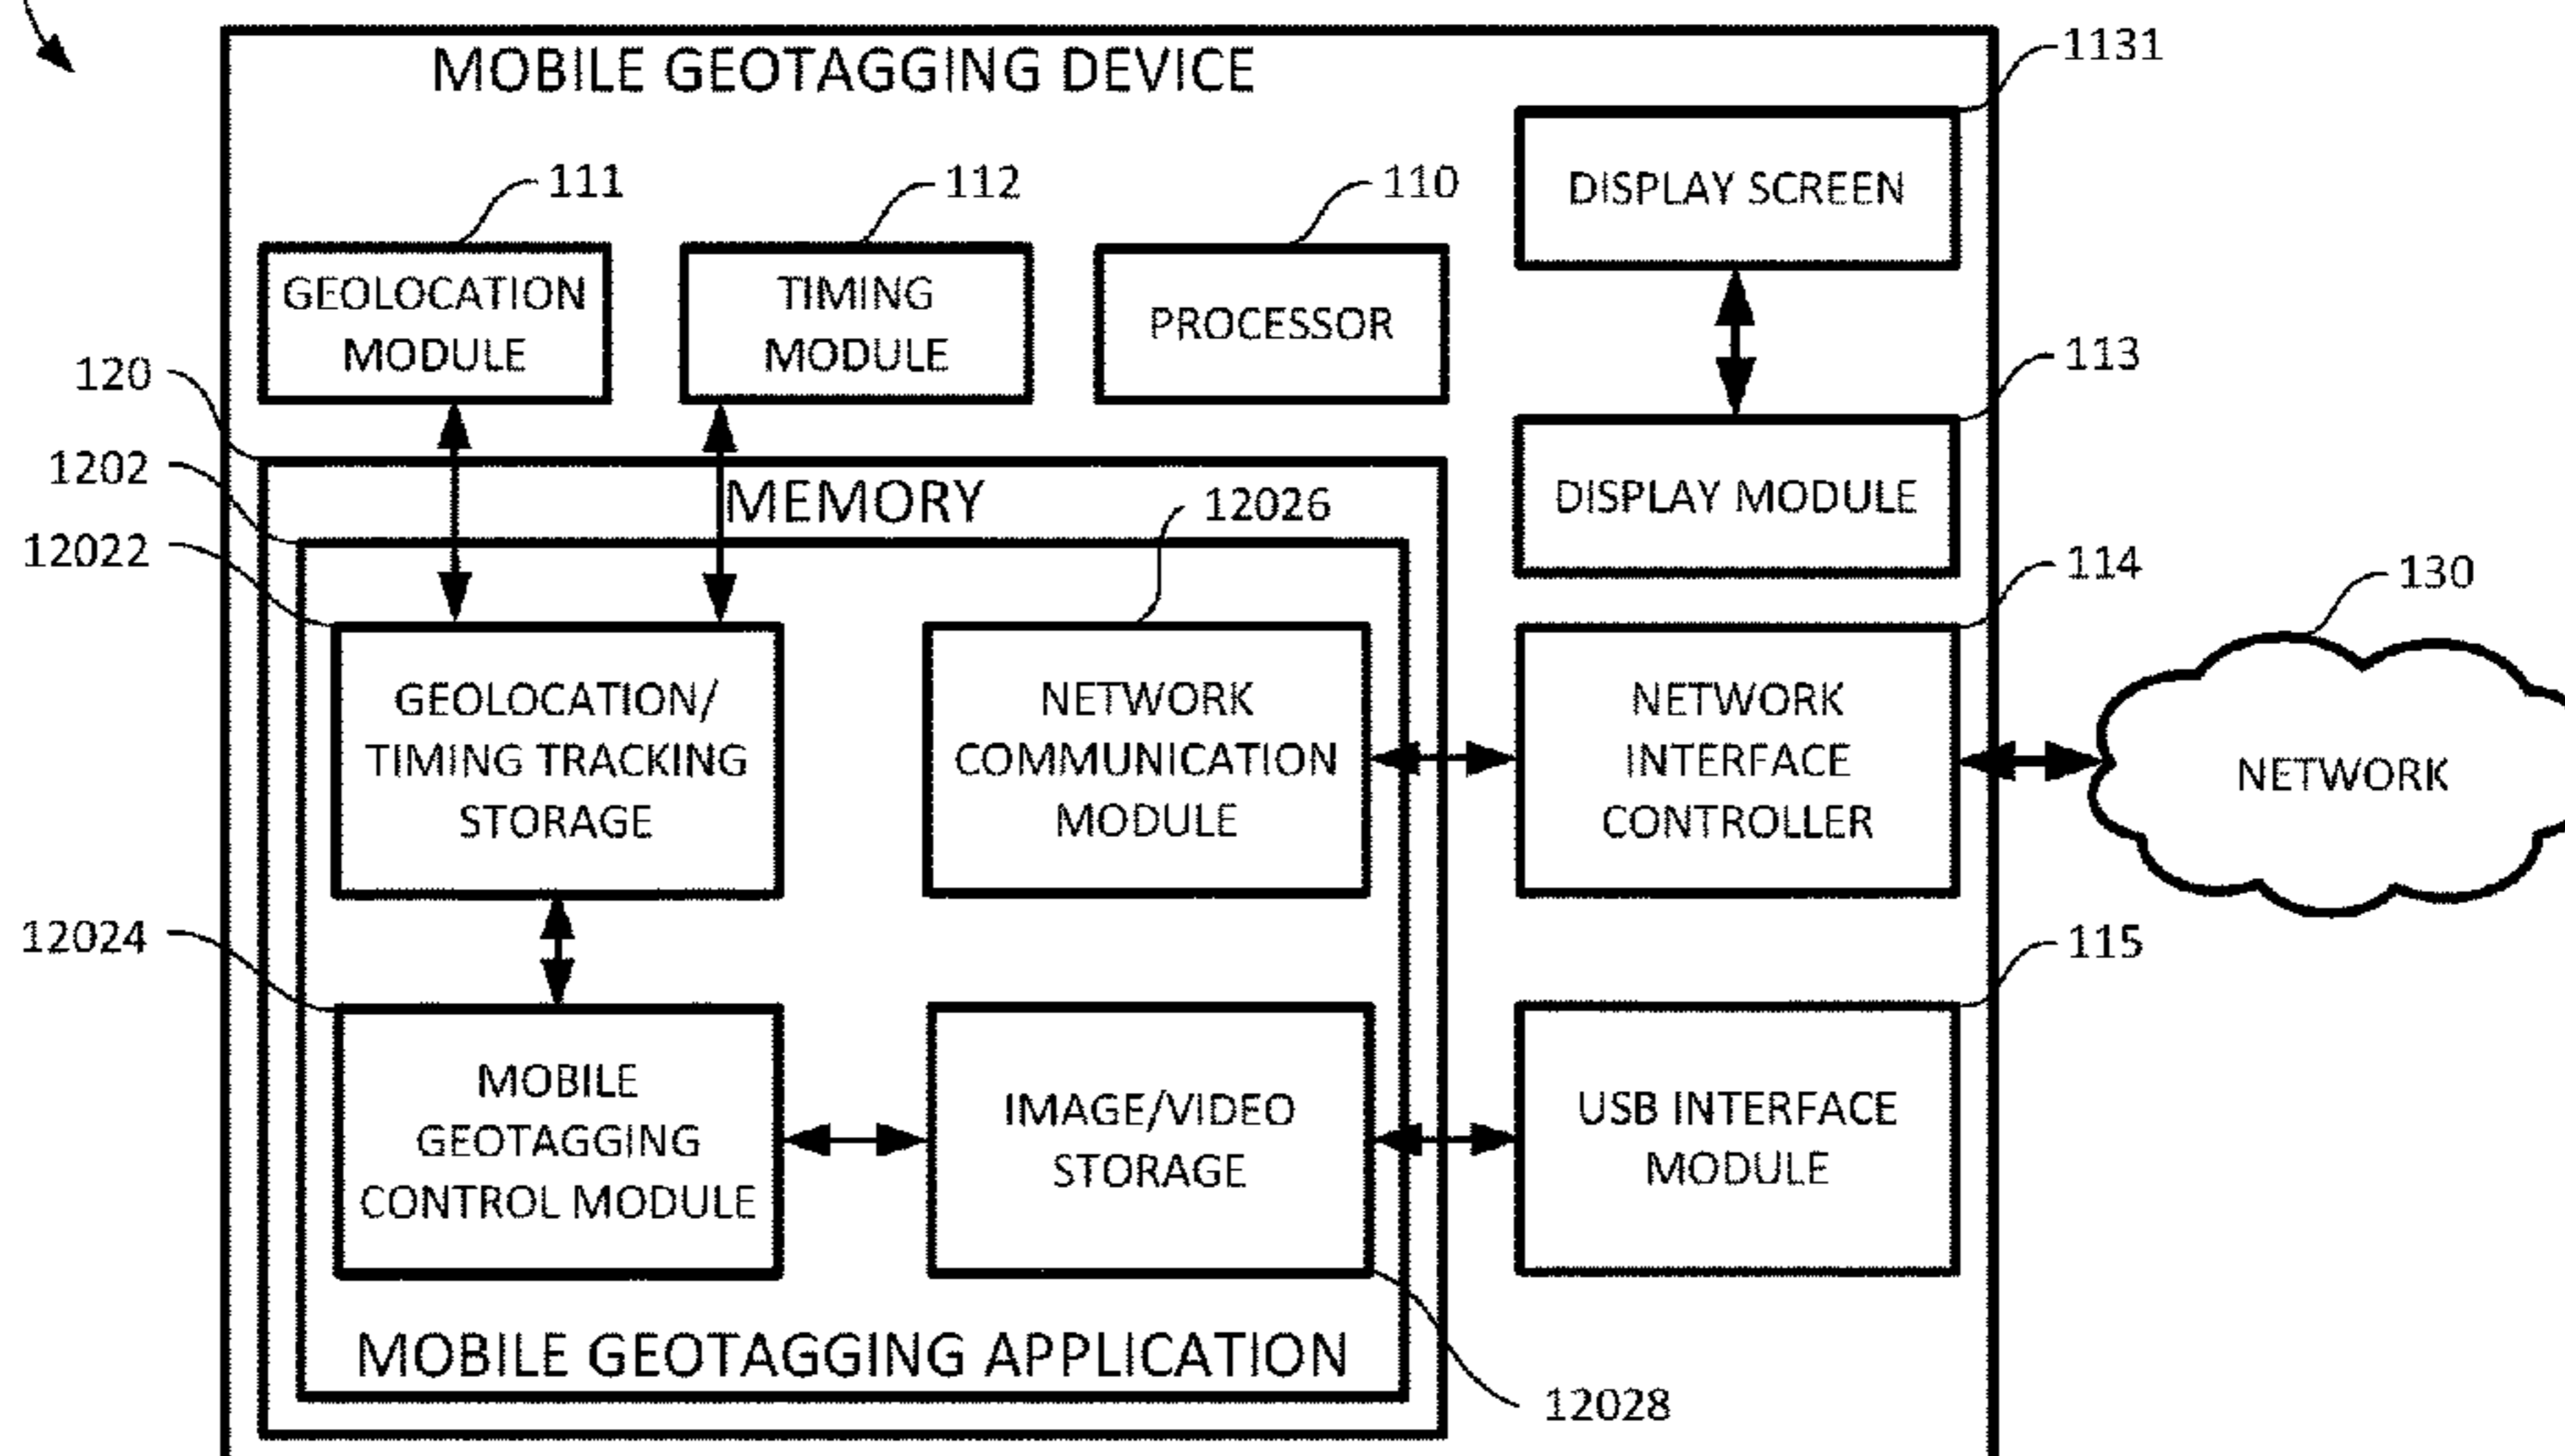 MOBILE GEOTAGGING DEVICE
1131
DISPLAY SCREEN
111
112
110
GEOLOCATION
MODULE
TIMING
MODULE
PROCESSOR
113
DISPLAY MODULE
120
1202
12022
MEMORY
12026
114
130
GEOLOCATION/
TIMING TRACKING
STORAGE
NETWORK
COMMUNICATION
MODULE
NETWORK
INTERFACE
CONTROLLER
NETWORK
12024
115
MOBILE
GEOTAGGING
CONTROL MODULE
IMAGE/VIDEO
STORAGE
USB INTERFACE
MODULE
MOBILE GEOTAGGING APPLICATION
12028